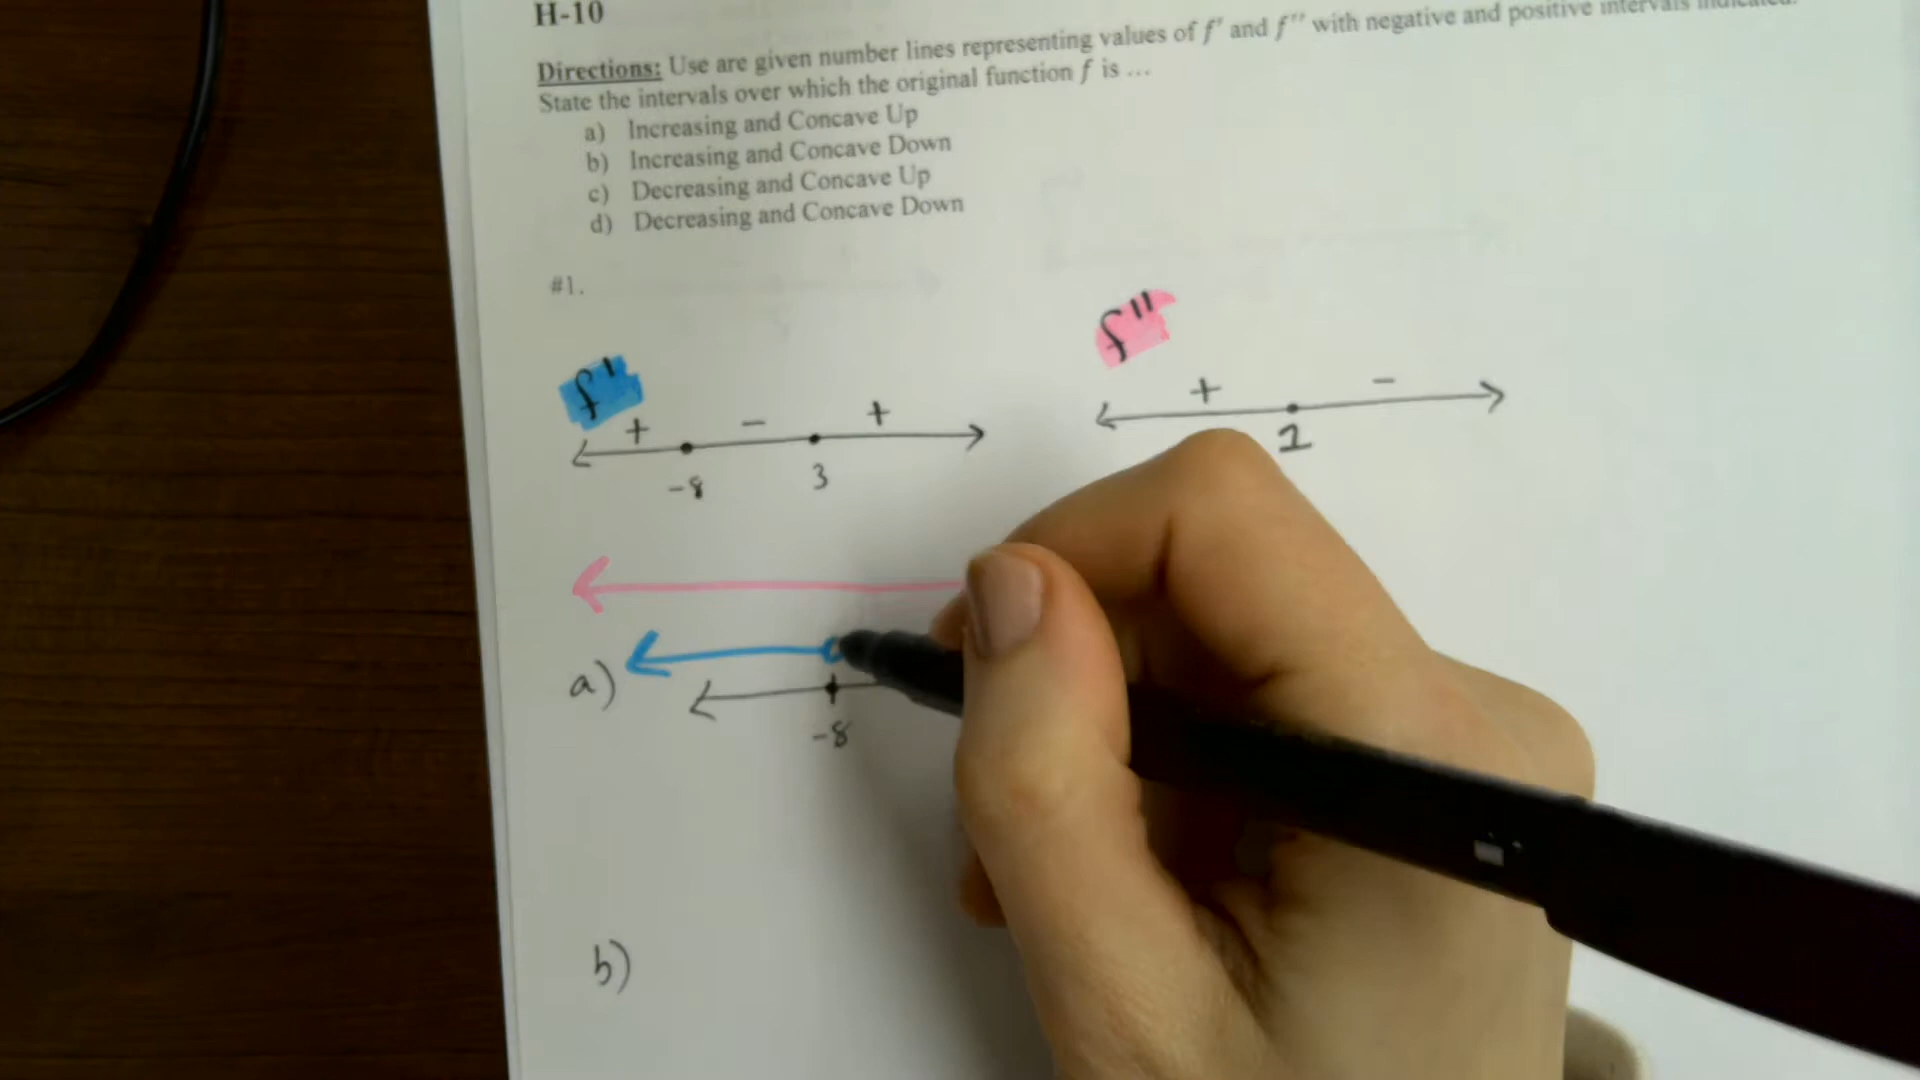 H-10
Directions: Use are given number lines representing values of f' and f'' with negative and positive intervals indicated.
State the intervals over which the original function f is ...
a) Increasing and Concave Up
b) Increasing and Concave Down
c) Decreasing and Concave Up
d) Decreasing and Concave Down
#1.
f' f''
+ - + + -
-8 3
a)
-8
b)